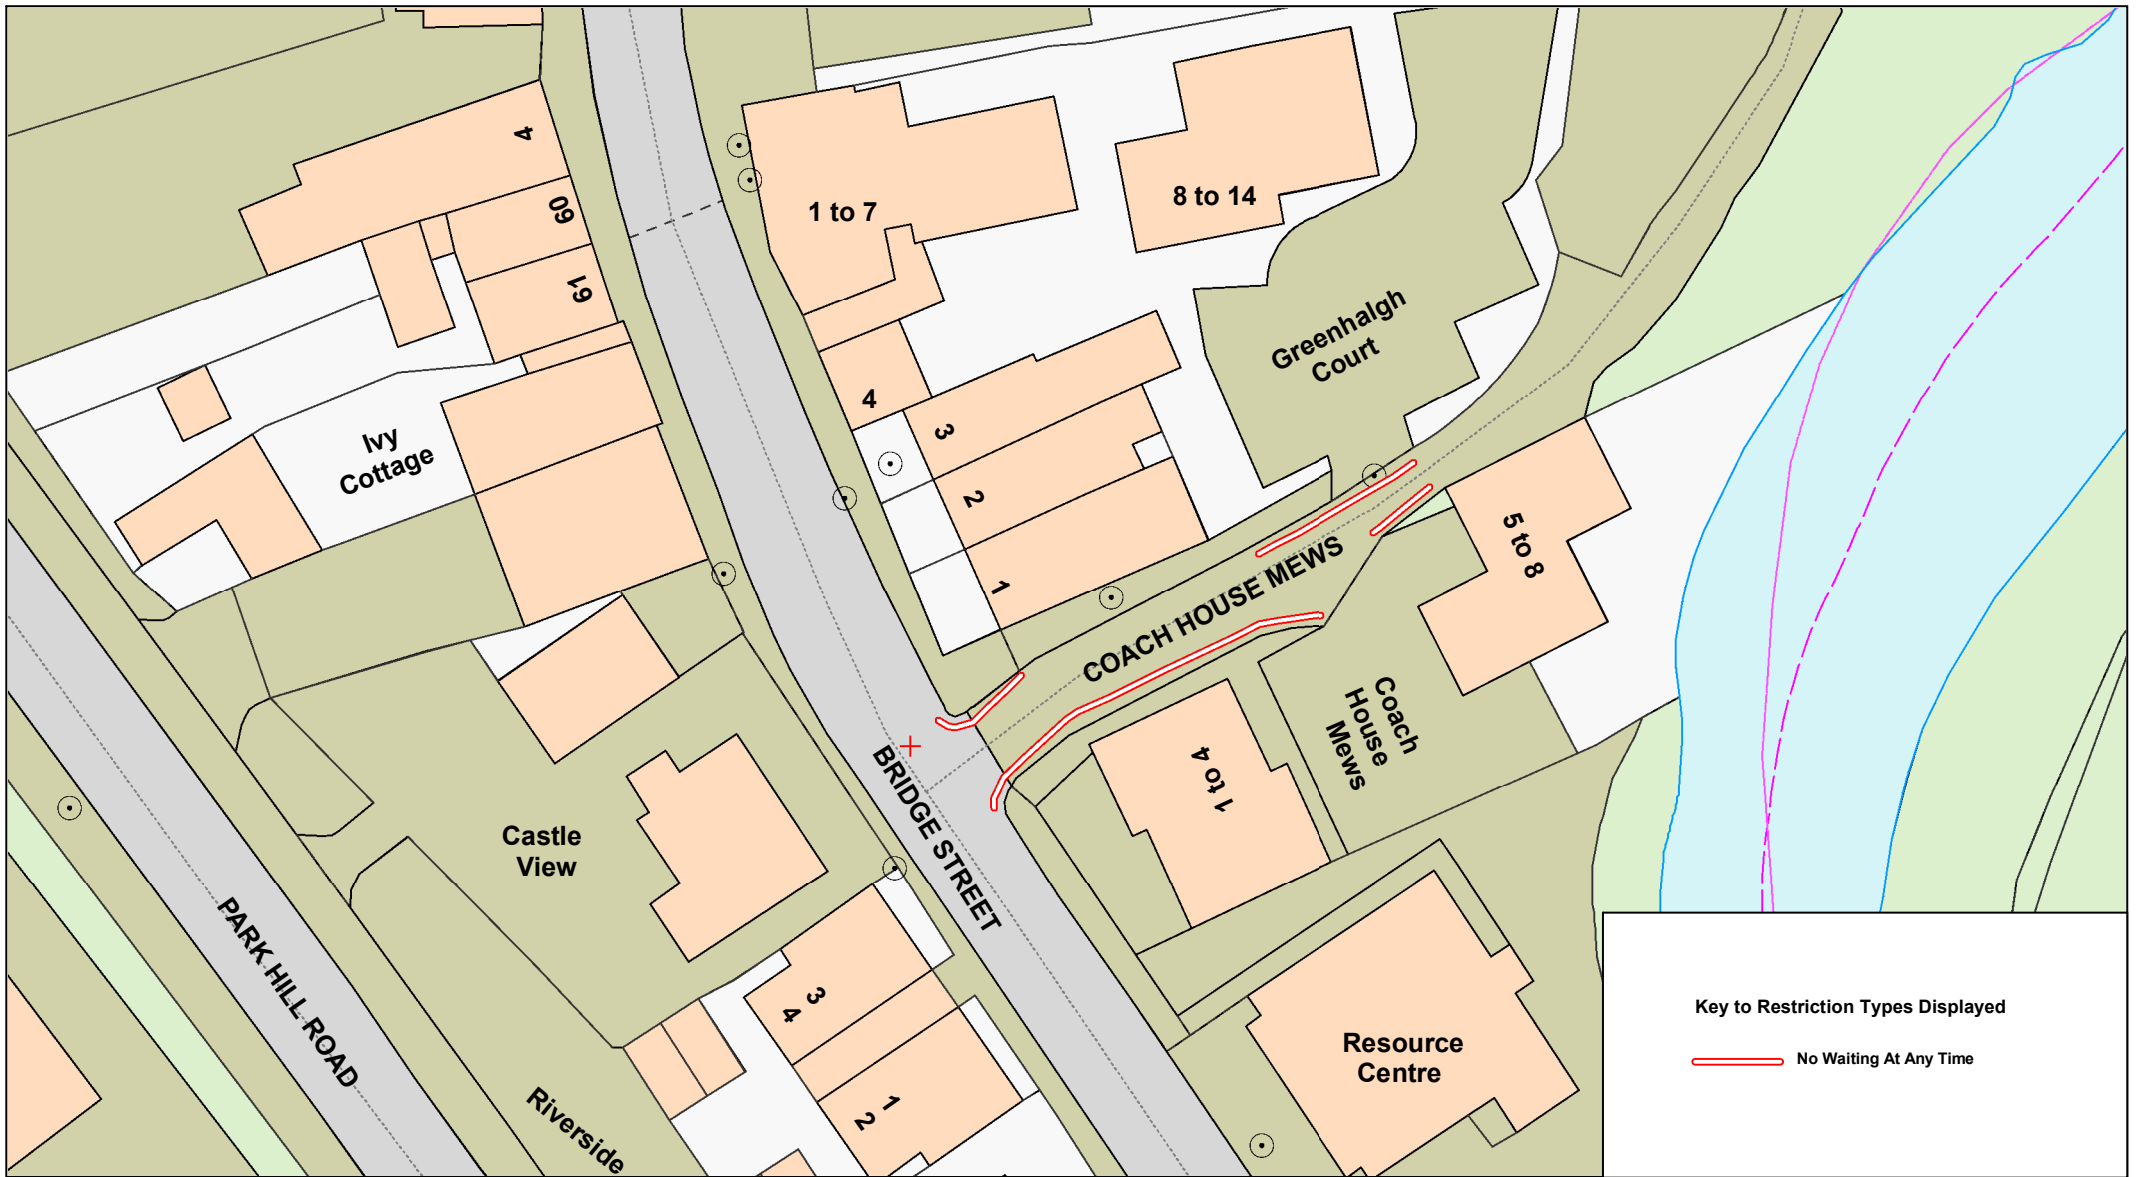 4
60
61
1 to 7
8 to 14
Greenhalgh
Court
4
3
2
1
Ivy
Cottage
5 to 8
COACH HOUSE MEWS
Coach
House
Mews
1 to 4
BRIDGE STREET
Castle
View
PARK HILL ROAD
3
4
1
2
Riverside
Resource
Centre
Key to Restriction Types Displayed
No Waiting At Any Time